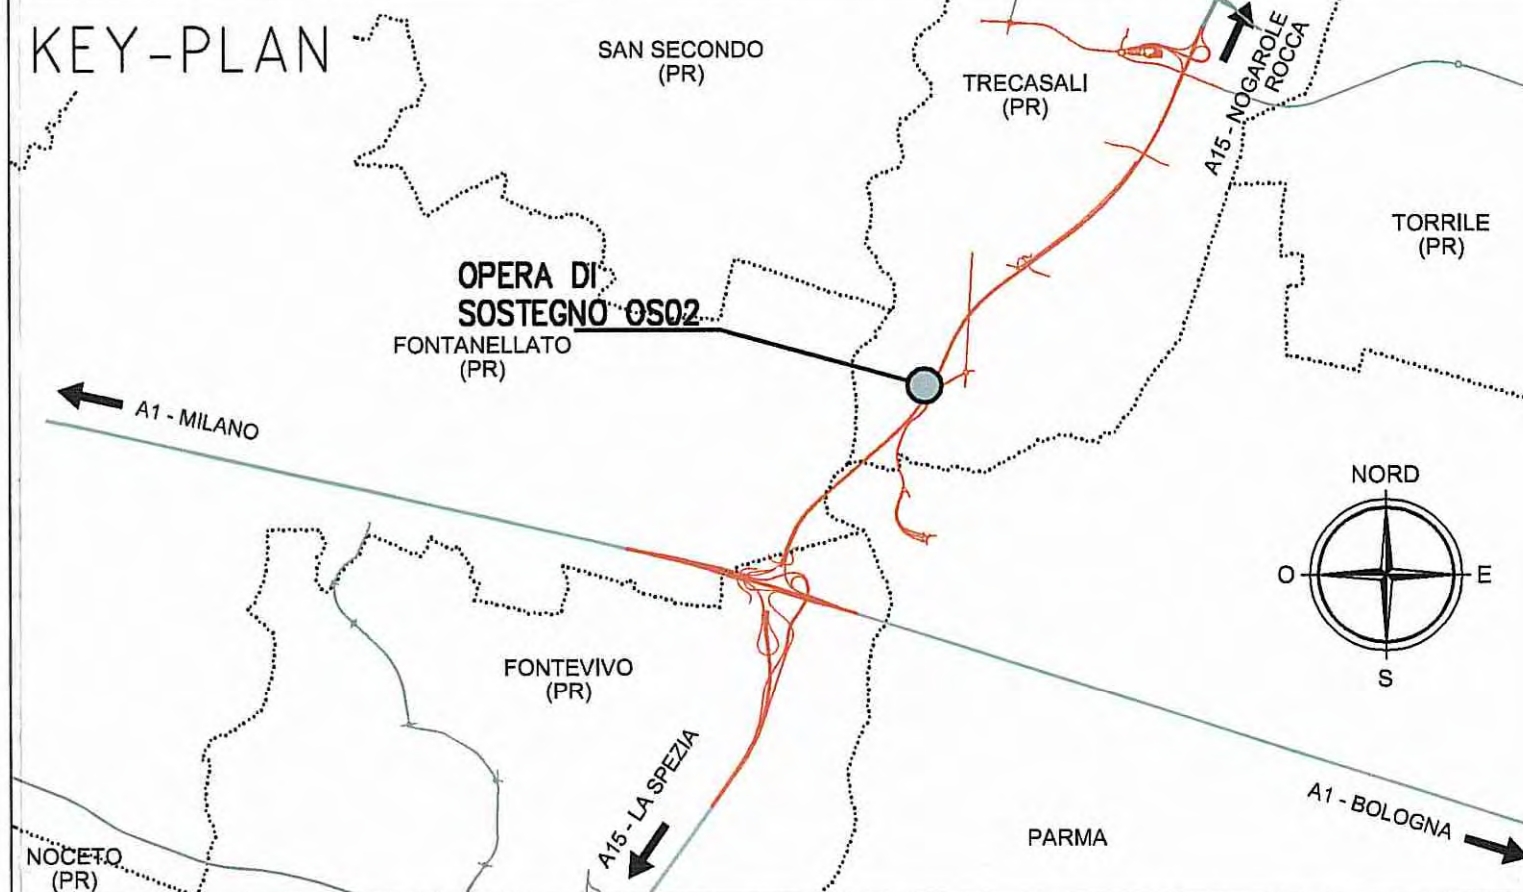 KEY-PLAN
SAN SECONDO
(PR)
TRECASALI
(PR)
A15 - NOGAROLE
ROCCA
TORRILE
(PR)
OPERA DI
SOSTEGNO OS02
FONTANELLATO
(PR)
A1 - MILANO
NORD
O
E
S
FONTEVIVO
(PR)
A15 - LA SPEZIA
A1 - BOLOGNA
PARMA
NOCETO
(PR)